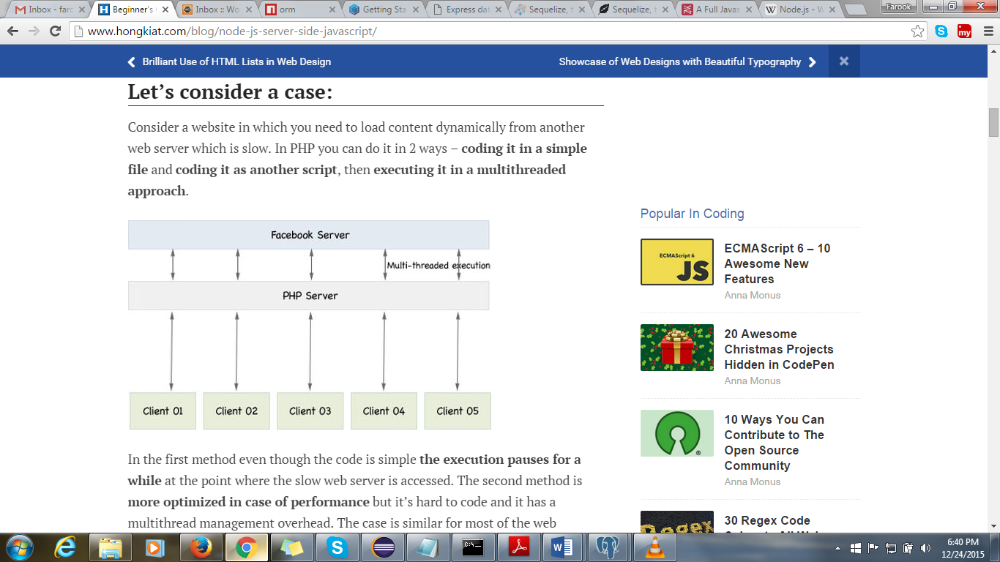 Inbox - farc
Beginner's
Inbox :: Wo
orm
Getting Sta
Express dat
Sequelize, t
Sequelize, t
A Full Javas
Node.js - W
Farook
www.hongkiat.com/blog/node-js-server-side-javascript/
my
Brilliant Use of HTML Lists in Web Design
Showcase of Web Designs with Beautiful Typography
Let’s consider a case:
Consider a website in which you need to load content dynamically from another
web server which is slow. In PHP you can do it in 2 ways – coding it in a simple
file and coding it as another script, then executing it in a multithreaded
approach.
Facebook Server
Multi-threaded execution
PHP Server
Client 01
Client 02
Client 03
Client 04
Client 05
In the first method even though the code is simple the execution pauses for a
while at the point where the slow web server is accessed. The second method is
more optimized in case of performance but it’s hard to code and it has a
multithread management overhead. The case is similar for most of the web
Popular In Coding
ECMAScript 6
JS
ECMAScript 6 – 10
Awesome New
Features
Anna Monus
20 Awesome
Christmas Projects
Hidden in CodePen
Anna Monus
10 Ways You Can
Contribute to The
Open Source
Community
Anna Monus
Regex
30 Regex Code
6:40 PM
12/24/2015